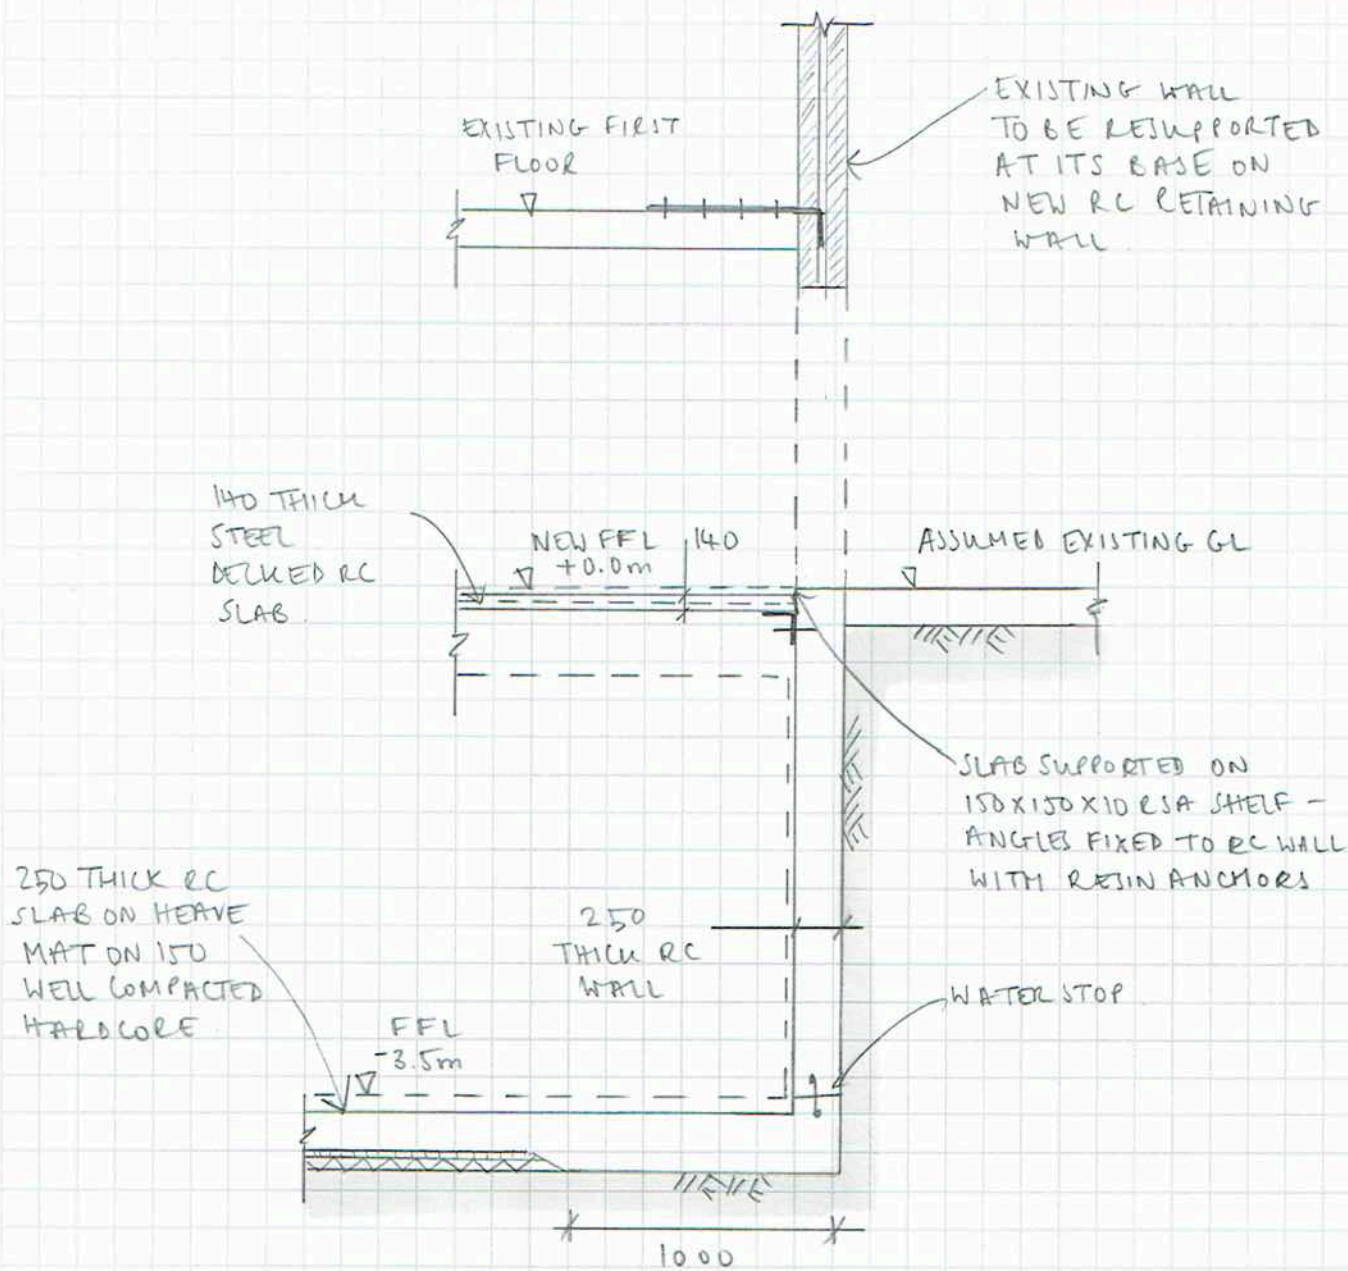 EXISTING FIRST
FLOOR
EXISTING WALL
TO BE RESUPPORTED
AT ITS BASE ON
NEW RC RETAINING
WALL.
140 THICK
STEEL
DECKED RC
SLAB.
NEW FFL
+0.0m
140
ASSUMED EXISTING GL
SLAB SUPPORTED ON
150X150X10 RSA SHELF -
ANGLES FIXED TO RC WALL
WITH RESIN ANCHORS
250 THICK RC
SLAB ON HEAVE
MAT ON 150
WELL COMPACTED
HARDCORE
250
THICK RC
WALL
WATER STOP
FFL
-3.5m
1000